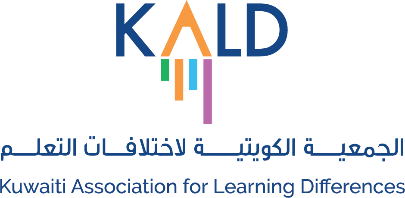 KALD
الجمعية الكويتية لاختلافات التعلم
Kuwaiti Association for Learning Differences